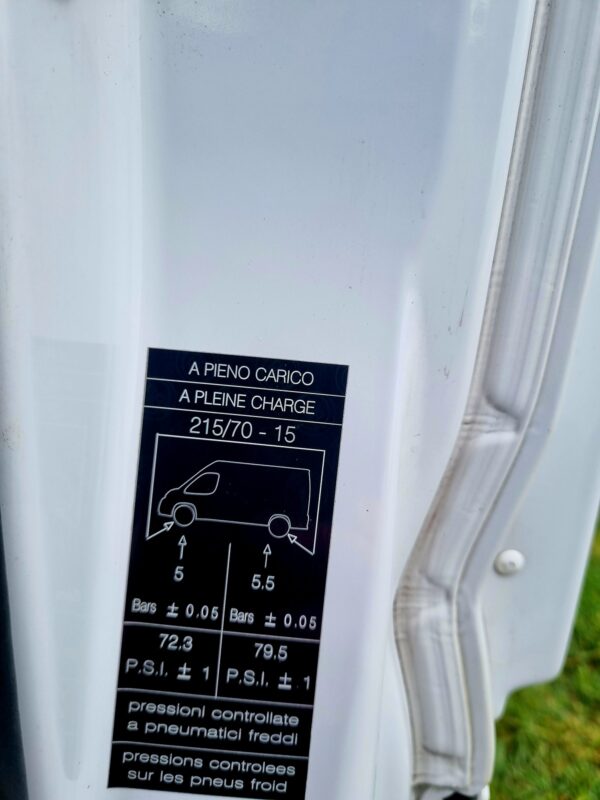 A PIENO CARICO
A PLEINE CHARGE
215/70 - 15
5 5.5
Bars ± 0.05 Bars ± 0.05
72.3 79.5
P.S.I. ± 1 P.S.I. ± 1
pressioni controllate
a pneumatici freddi
pressions controlees
sur les pneus froid